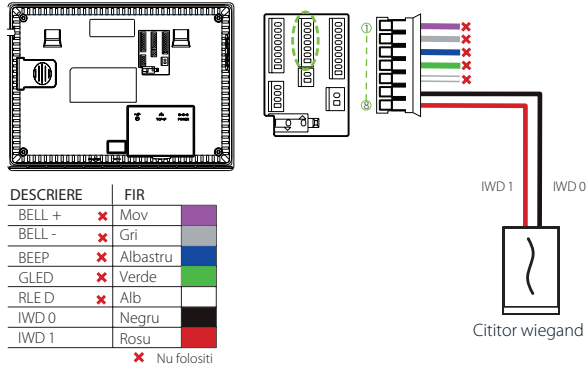 ①
⑧
IWD 1 IWD 0
Cititor wiegand
DESCRIERE FIR
BELL + Mov
BELL - Gri
BEEP Albastru
GLED Verde
RLE D Alb
IWD 0 Negru
IWD 1 Rosu
Nu folositi